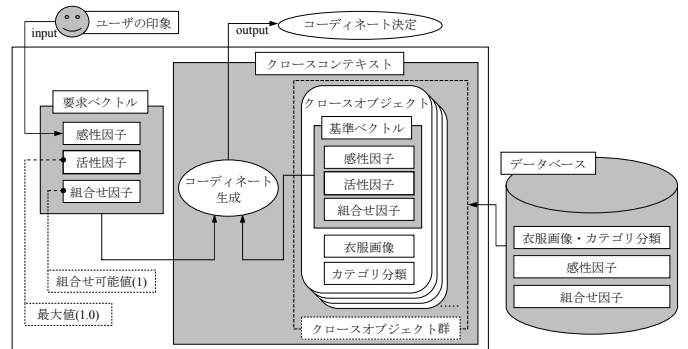 ユーザの印象
input
output
コーディネート決定
クロースコンテキスト
要求ベクトル
感性因子
活性因子
組合せ因子
組合せ可能値(1)
最大値(1.0)
コーディネート
生成
クロースオブジェクト
基準ベクトル
感性因子
活性因子
組合せ因子
衣服画像
カテゴリ分類
クロースオブジェクト群
データベース
衣服画像・カテゴリ分類
感性因子
組合せ因子